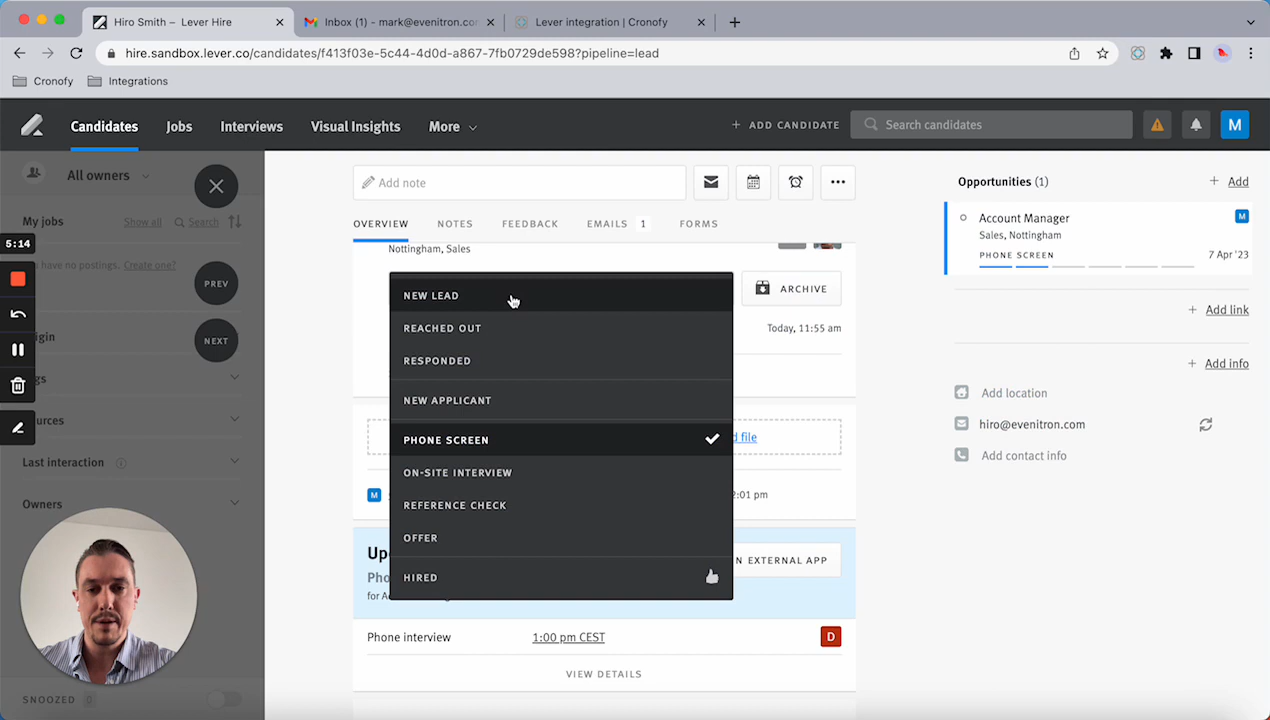 Hiro Smith – Lever Hire
Inbox (1) - mark@evenitron.co
Lever integration | Cronofy
hire.sandbox.lever.co/candidates/f413f03e-5c44-4d0d-a867-7fb0729de598?pipeline=lead
Cronofy
Integrations
Candidates
Jobs
Interviews
Visual Insights
More
+ ADD CANDIDATE
Search candidates
M
All owners
My jobs
Show all
Search
5:14
have no postings. Create one?
PREV
NEXT
Last interaction
Owners
SNOOZED 0
Add note
OVERVIEW
NOTES
FEEDBACK
EMAILS 1
FORMS
Nottingham, Sales
ARCHIVE
Today, 11:55 am
NEW LEAD
REACHED OUT
RESPONDED
NEW APPLICANT
PHONE SCREEN
ON-SITE INTERVIEW
REFERENCE CHECK
OFFER
HIRED
file
M
2:01 pm
EXTERNAL APP
for
Phone interview
1:00 pm CEST
D
VIEW DETAILS
Opportunities (1)
+ Add
Account Manager
M
Sales, Nottingham
PHONE SCREEN
7 Apr '23
+ Add link
+ Add info
Add location
hiro@evenitron.com
Add contact info